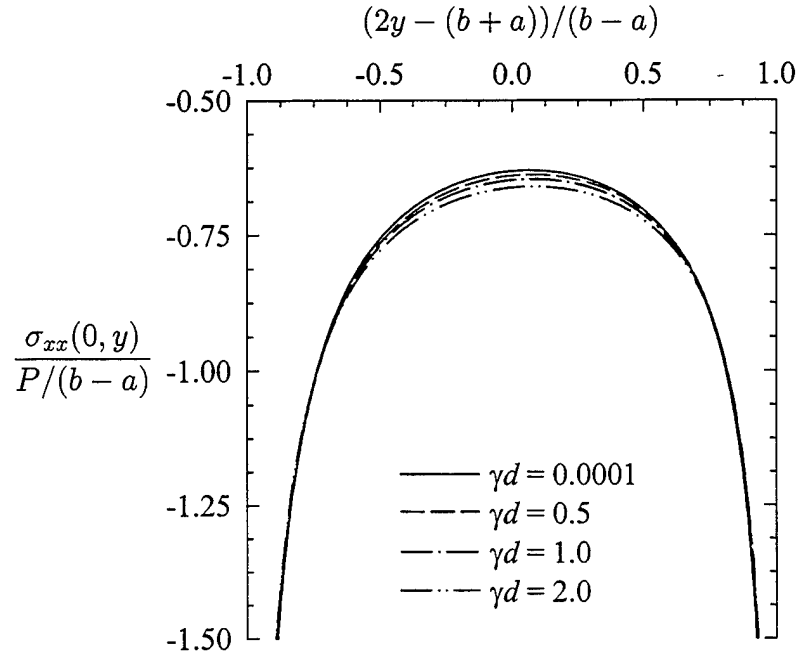 (2y − (b + a))/(b − a)
-1.0 -0.5 0.0 0.5 1.0
-0.50
-0.75
σxx(0, y)
P/(b − a)
-1.00
γd = 0.0001
-1.25
γd = 0.5
γd = 1.0
γd = 2.0
-1.50